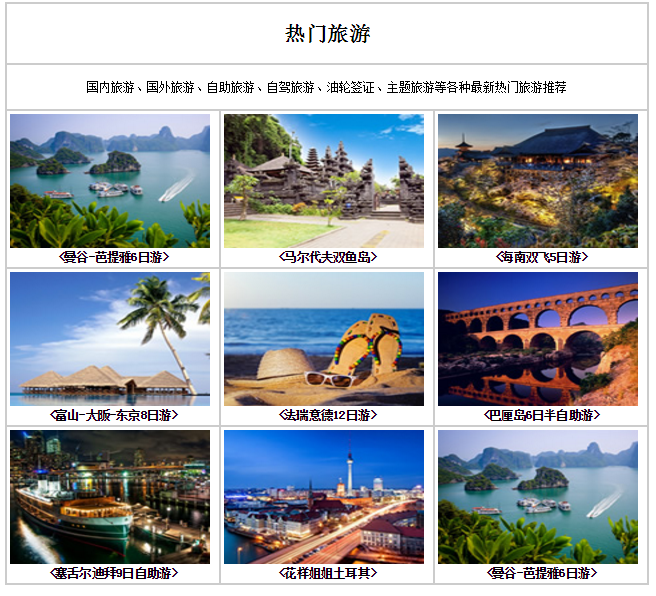 热门旅游
国内旅游、国外旅游、自助旅游、自驾旅游、油轮签证、主题旅游等各种最新热门旅游推荐
<曼谷-芭提雅6日游>
<马尔代夫双鱼岛>
<海南双飞5日游>
<富山-大阪-东京8日游>
<法瑞意德12日游>
<巴厘岛6日半自助游>
<塞舌尔迪拜9日自助游>
<花样姐姐土耳其>
<曼谷-芭提雅6日游>